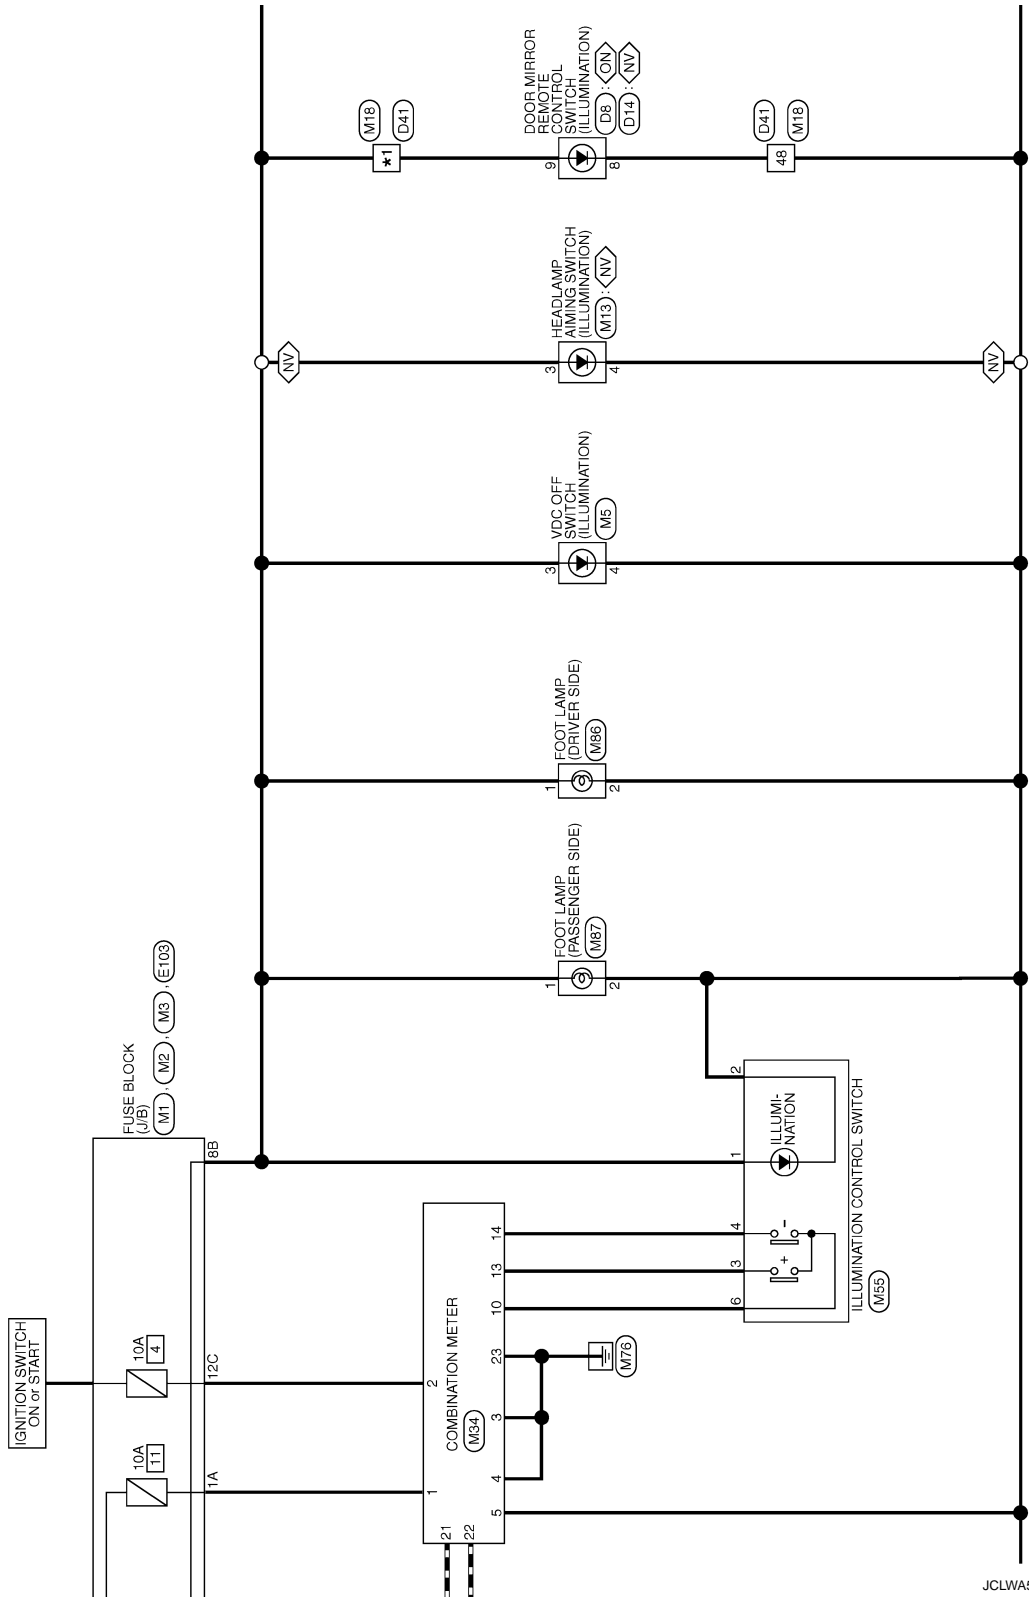 IGNITION SWITCH
ON or START
FUSE BLOCK
(J/B)
M1 , M2 , M3 , E103
10A
11
10A
4
1A
12C
8B
21
22
1
2
COMBINATION METER
M34
5
4
3
23
10
13
14
M76
6
3
4
1
2
+
-
ILLUMI-
NATION
ILLUMINATION CONTROL SWITCH
M55
FOOT LAMP
(PASSENGER SIDE)
M87
1
2
FOOT LAMP
(DRIVER SIDE)
M86
1
2
VDC OFF
SWITCH
(ILLUMINATION)
M5
3
4
HEADLAMP
AIMING SWITCH
(ILLUMINATION)
M13 : NV
NV
3
4
NV
DOOR MIRROR
REMOTE
CONTROL
SWITCH
(ILLUMINATION)
D8 : ON
D14 : NV
M18
*1
D41
9
8
D41
48
M18